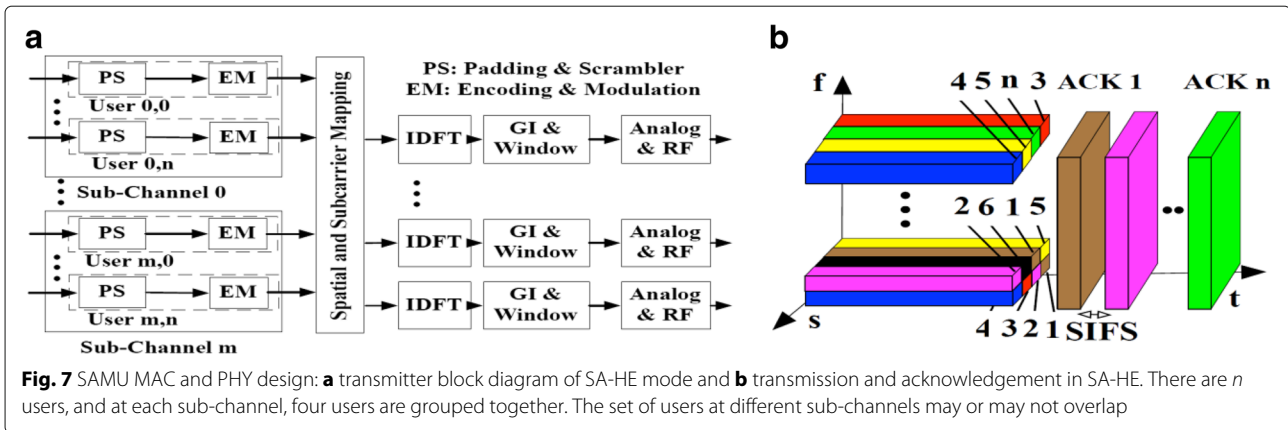 a
PS EM
User 0,0
PS EM
User 0,n
Sub-Channel 0
PS EM
User m,0
PS EM
User m,n
Sub-Channel m
Spatial and Subcarrier Mapping
PS: Padding & Scrambler
EM: Encoding & Modulation
IDFT GI & Window Analog & RF
IDFT GI & Window Analog & RF
IDFT GI & Window Analog & RF
b
f 4 5 n 3 ACK 1 ACK n
2 6 1 5
s 4 3 2 1 SIFS t
Fig. 7 SAMU MAC and PHY design: a transmitter block diagram of SA-HE mode and b transmission and acknowledgement in SA-HE. There are n
users, and at each sub-channel, four users are grouped together. The set of users at different sub-channels may or may not overlap